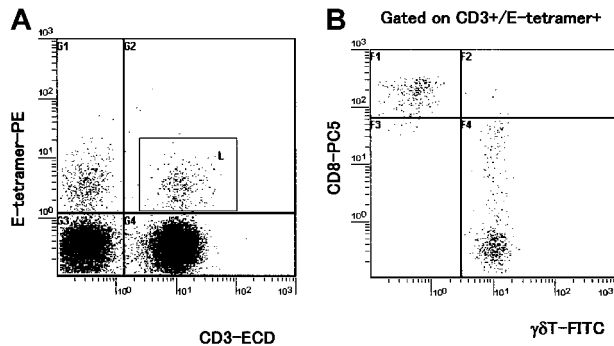 A
G1
G2
10³
10²
10¹
10⁰
L
G3
G4
10⁰
10¹
10²
10³
E-tetramer-PE
CD3-ECD
B
Gated on CD3+/E-tetramer+
F1
F2
10³
10²
10¹
10⁰
F3
F4
10⁰
10¹
10²
10³
CD8-PC5
γδT-FITC